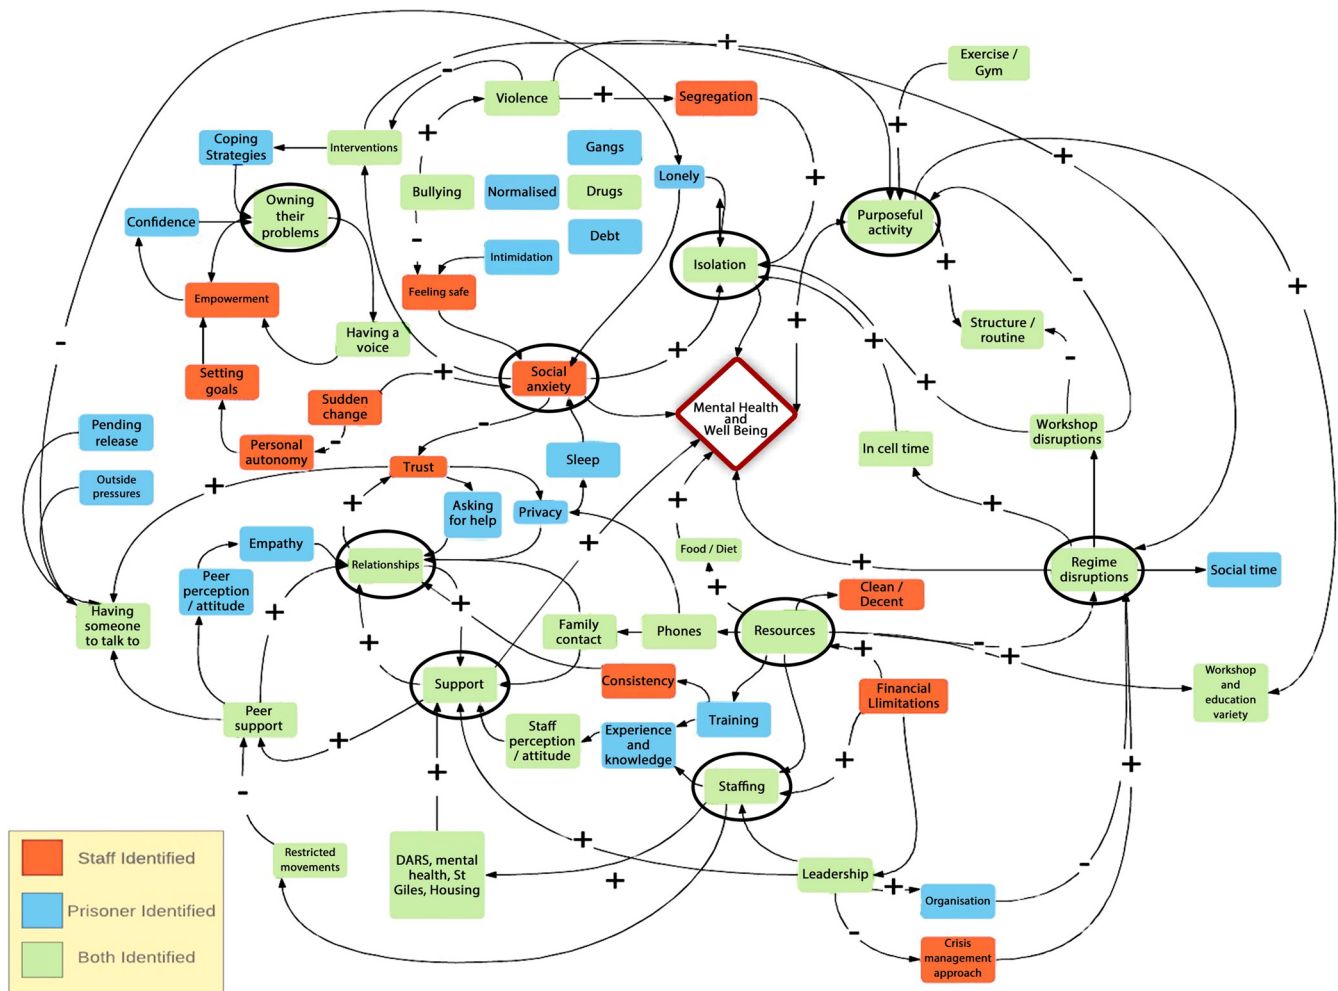 Exercise /
Gym
Violence
Segregation
Coping
Strategies
Interventions
Gangs
Lonely
Bullying
Normalised
Drugs
Owning
their
problems
Confidence
Purposeful
activity
Debt
Intimidation
Isolation
Feeling safe
Empowerment
Having a
voice
Structure /
routine
Setting
goals
Social
anxiety
Sudden
change
Mental Health
and
Well Being
Pending
release
Workshop
disruptions
Personal
autonomy
In cell time
Trust
Sleep
Outside
pressures
Asking
for help
Privacy
Empathy
Food / Diet
Relationships
Regime
disruptions
Social time
Peer
perception
/ attitude
Clean /
Decent
Having
someone
to talk to
Family
contact
Phones
Resources
Support
Consistency
Financial
Llimitations
Workshop
and
education
variety
Peer
support
Training
Staff
perception
/ attitude
Experience
and
knowledge
Staffing
Restricted
movements
DARS, mental
health, St
Giles, Housing
Leadership
Organisation
Crisis
management
approach
Staff Identified
Prisoner Identified
Both Identified